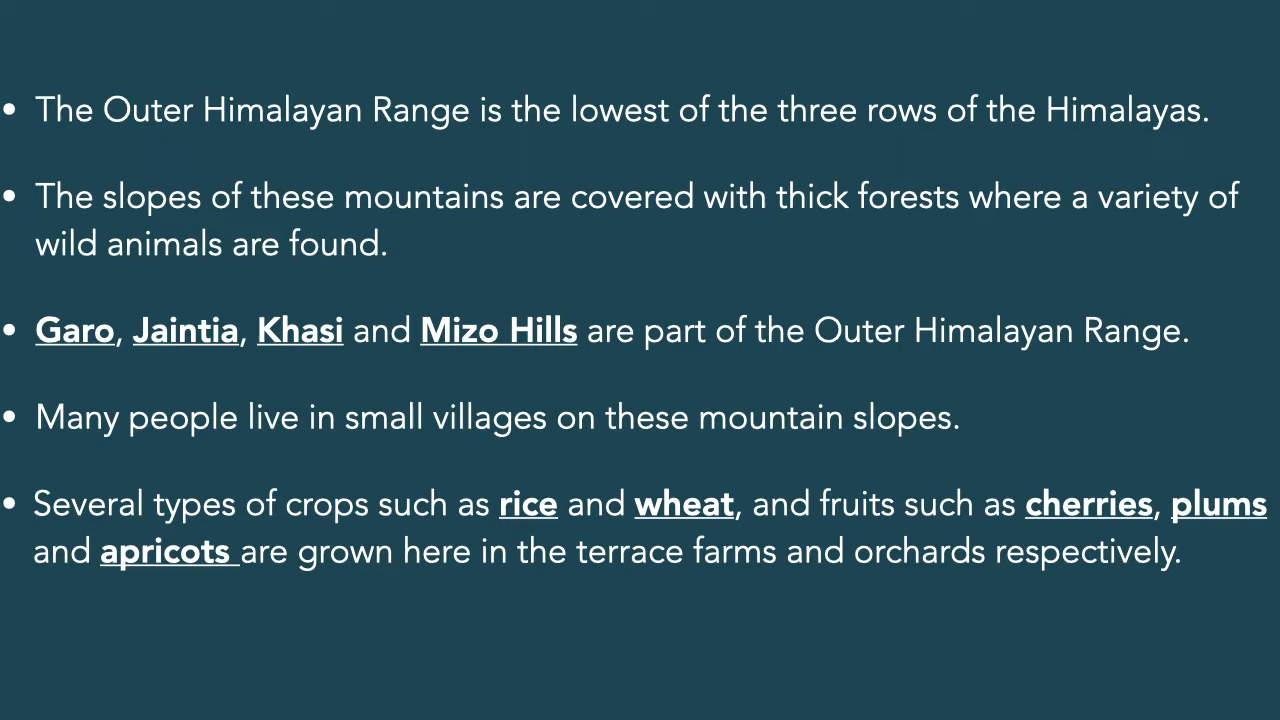 • The Outer Himalayan Range is the lowest of the three rows of the Himalayas.
• The slopes of these mountains are covered with thick forests where a variety of
wild animals are found.
• Garo, Jaintia, Khasi and Mizo Hills are part of the Outer Himalayan Range.
• Many people live in small villages on these mountain slopes.
• Several types of crops such as rice and wheat, and fruits such as cherries, plums
and apricots are grown here in the terrace farms and orchards respectively.